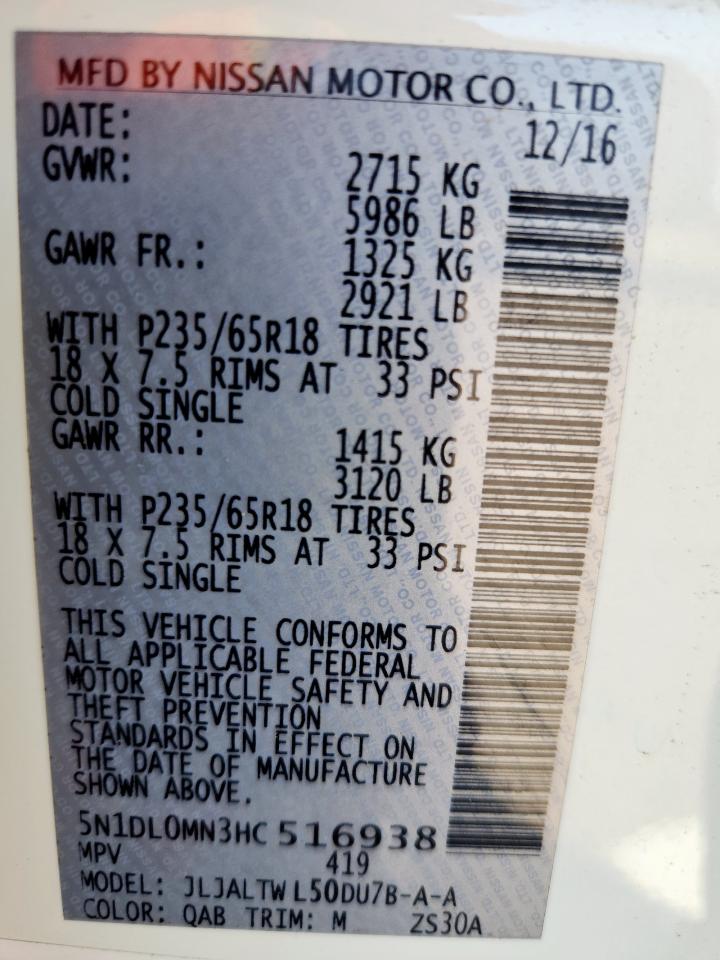 MFD BY NISSAN MOTOR CO., LTD.
DATE: 12/16
GVWR: 2715 KG
5986 LB
GAWR FR.: 1325 KG
2921 LB
WITH P235/65R18 TIRES
18 X 7.5 RIMS AT 33 PSI
COLD SINGLE
GAWR RR.: 1415 KG
3120 LB
WITH P235/65R18 TIRES
18 X 7.5 RIMS AT 33 PSI
COLD SINGLE
THIS VEHICLE CONFORMS TO
ALL APPLICABLE FEDERAL
MOTOR VEHICLE SAFETY AND
THEFT PREVENTION
STANDARDS IN EFFECT ON
THE DATE OF MANUFACTURE
SHOWN ABOVE.
5N1DL0MN3HC 516938
MPV 419
MODEL: JLJALTW L50DU7B-A-A
COLOR: QAB TRIM: M ZS30A